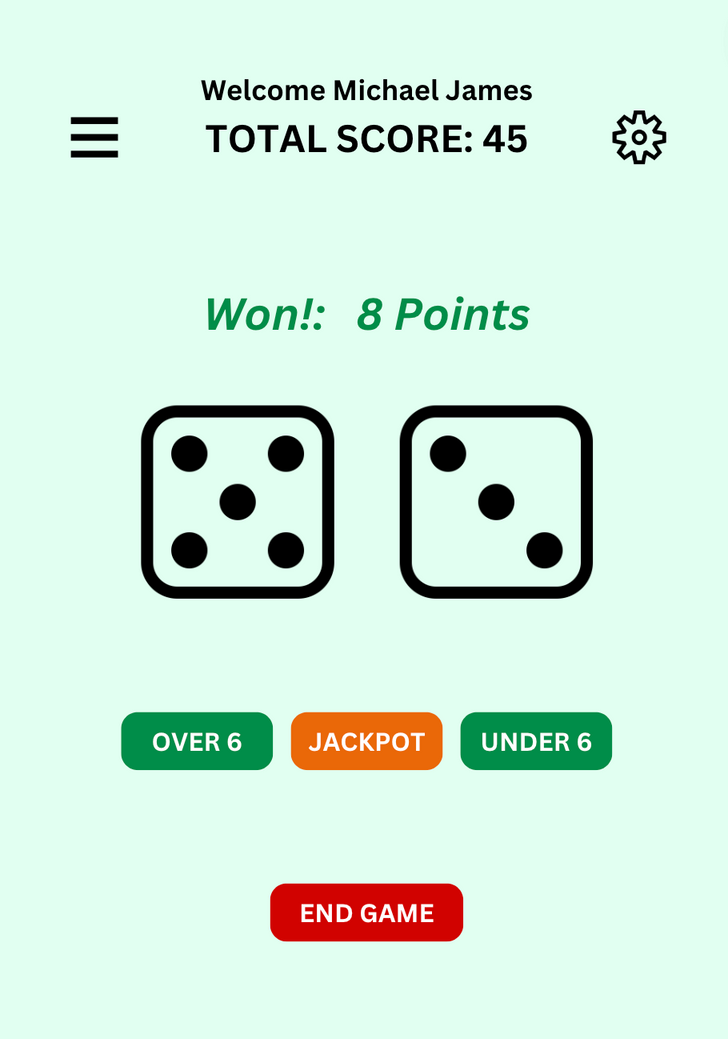 Welcome Michael James
TOTAL SCORE: 45
Won!: 8 Points
OVER 6
JACKPOT
UNDER 6
END GAME